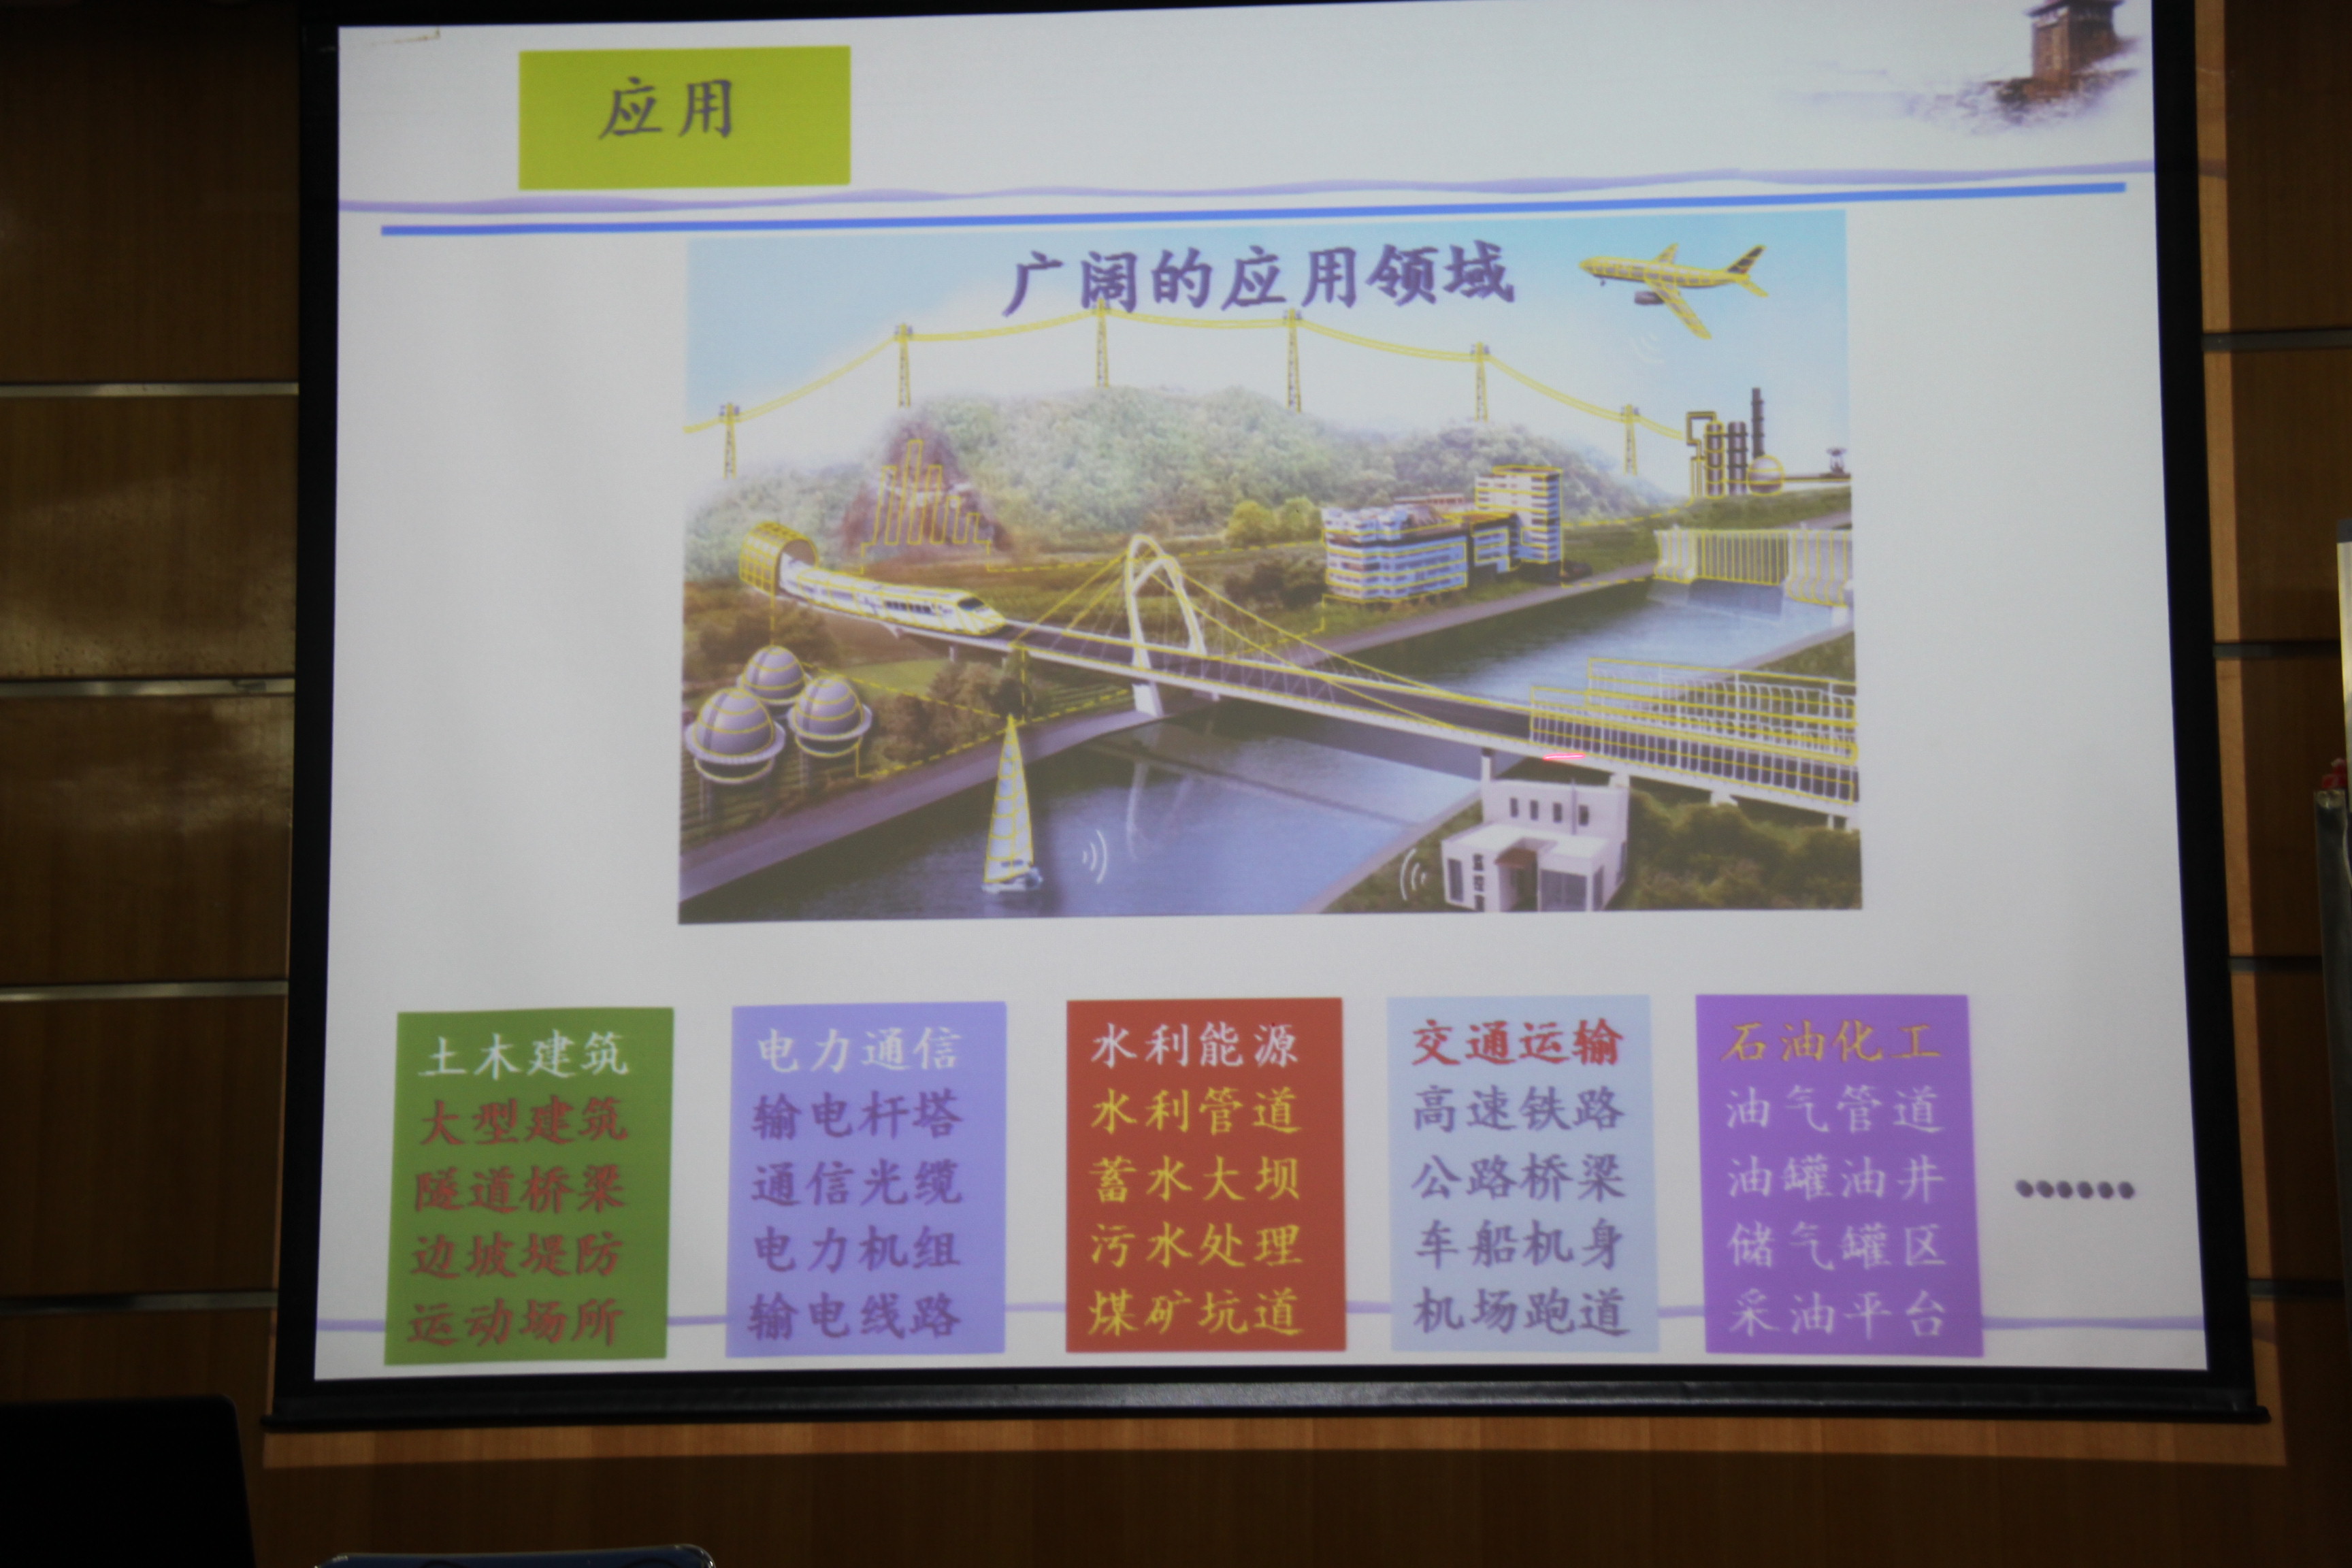 应用
广阔的应用领域
土木建筑
大型建筑
隧道桥梁
边坡堤防
运动场所
电力通信
输电杆塔
通信光缆
电力机组
输电线路
水利能源
水利管道
蓄水大坝
污水处理
煤矿坑道
交通运输
高速铁路
公路桥梁
车船机身
机场跑道
石油化工
油气管道
油罐油井
储气罐区
采油平台
……